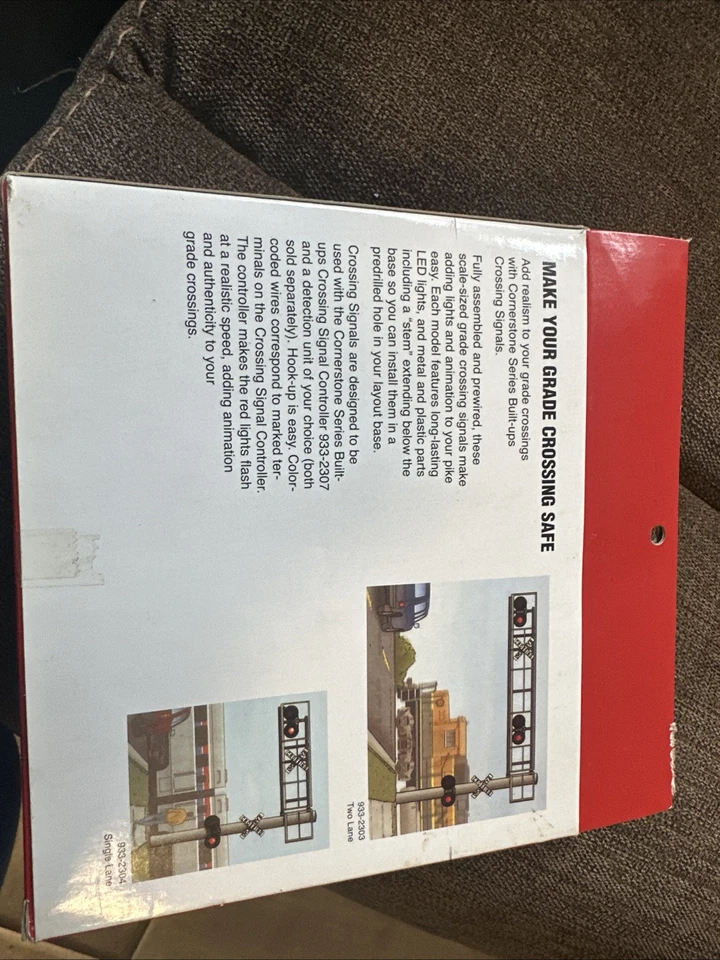 MAKE YOUR GRADE CROSSING SAFE
Add realism to your grade crossings
with Cornerstone Series Built-ups
Crossing Signals.
Fully assembled and prewired, these
scale-sized grade crossing signals make
adding lights and animation to your pike
easy. Each model features long-lasting
LED lights, and metal and plastic parts
including a "stem" extending below the
base so you can install them in a
predrilled hole in your layout base.
Crossing Signals are designed to be
used with the Cornerstone Series Built-
ups Crossing Signal Controller 933-2307
and a detection unit of your choice (both
sold separately). Hook-up is easy. Color-
coded wires correspond to marked ter-
minals on the Crossing Signal Controller.
The controller makes the red lights flash
at a realistic speed, adding animation
and authenticity to your
grade crossings.
933-2303
Two Lane
933-2304
Single Lane